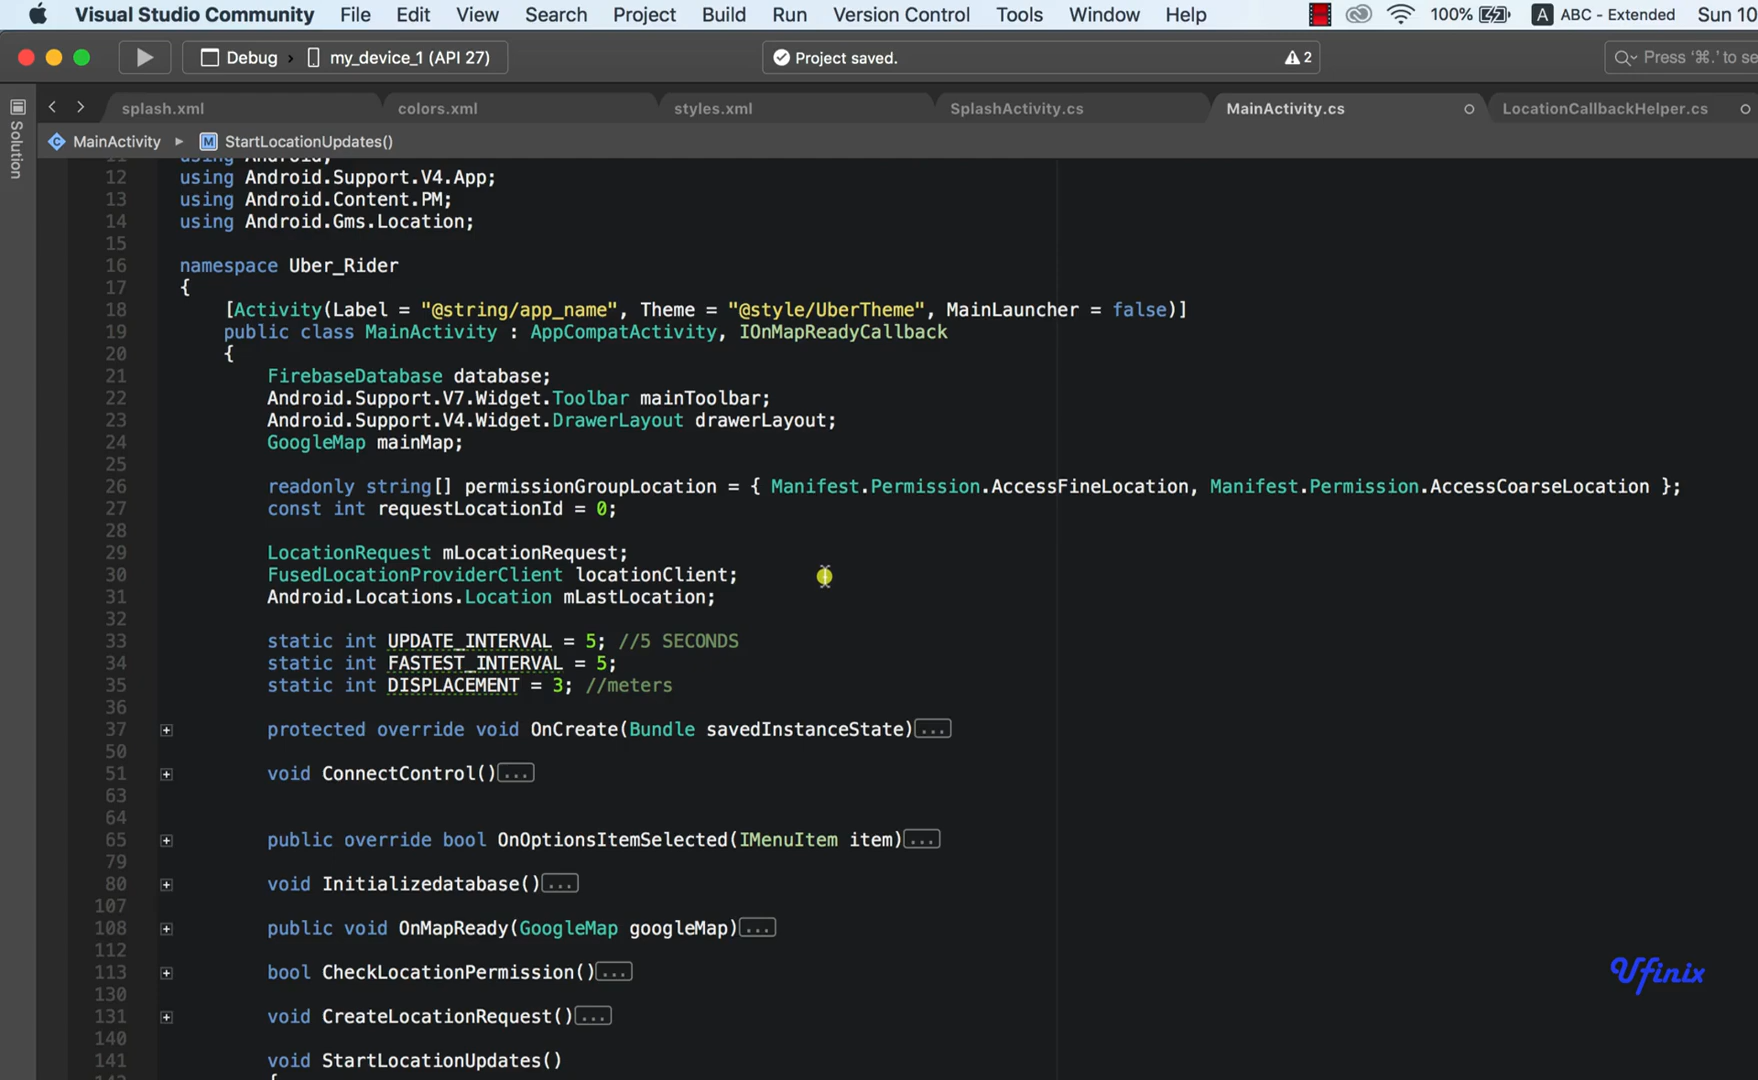 Visual Studio Community File Edit View Search Project Build Run Version Control Tools Window Help 100% A ABC - Extended Sun 10
Debug my_device_1 (API 27) Project saved. 2 Press ‘⌘.’ to se
splash.xml colors.xml styles.xml SplashActivity.cs MainActivity.cs LocationCallbackHelper.cs
Solution
MainActivity StartLocationUpdates()
11 using Android;
12 using Android.Support.V4.App;
13 using Android.Content.PM;
14 using Android.Gms.Location;
15
16 namespace Uber_Rider
17 {
18 [Activity(Label = "@string/app_name", Theme = "@style/UberTheme", MainLauncher = false)]
19 public class MainActivity : AppCompatActivity, IOnMapReadyCallback
20 {
21 FirebaseDatabase database;
22 Android.Support.V7.Widget.Toolbar mainToolbar;
23 Android.Support.V4.Widget.DrawerLayout drawerLayout;
24 GoogleMap mainMap;
25
26 readonly string[] permissionGroupLocation = { Manifest.Permission.AccessFineLocation, Manifest.Permission.AccessCoarseLocation };
27 const int requestLocationId = 0;
28
29 LocationRequest mLocationRequest;
30 FusedLocationProviderClient locationClient;
31 Android.Locations.Location mLastLocation;
32
33 static int UPDATE_INTERVAL = 5; //5 SECONDS
34 static int FASTEST_INTERVAL = 5;
35 static int DISPLACEMENT = 3; //meters
36
37 protected override void OnCreate(Bundle savedInstanceState)...
50
51 void ConnectControl()...
63
64
65 public override bool OnOptionsItemSelected(IMenuItem item)...
79
80 void Initializedatabase()...
107
108 public void OnMapReady(GoogleMap googleMap)...
112
113 bool CheckLocationPermission()...
130
131 void CreateLocationRequest()...
140
141 void StartLocationUpdates()
Ufinix